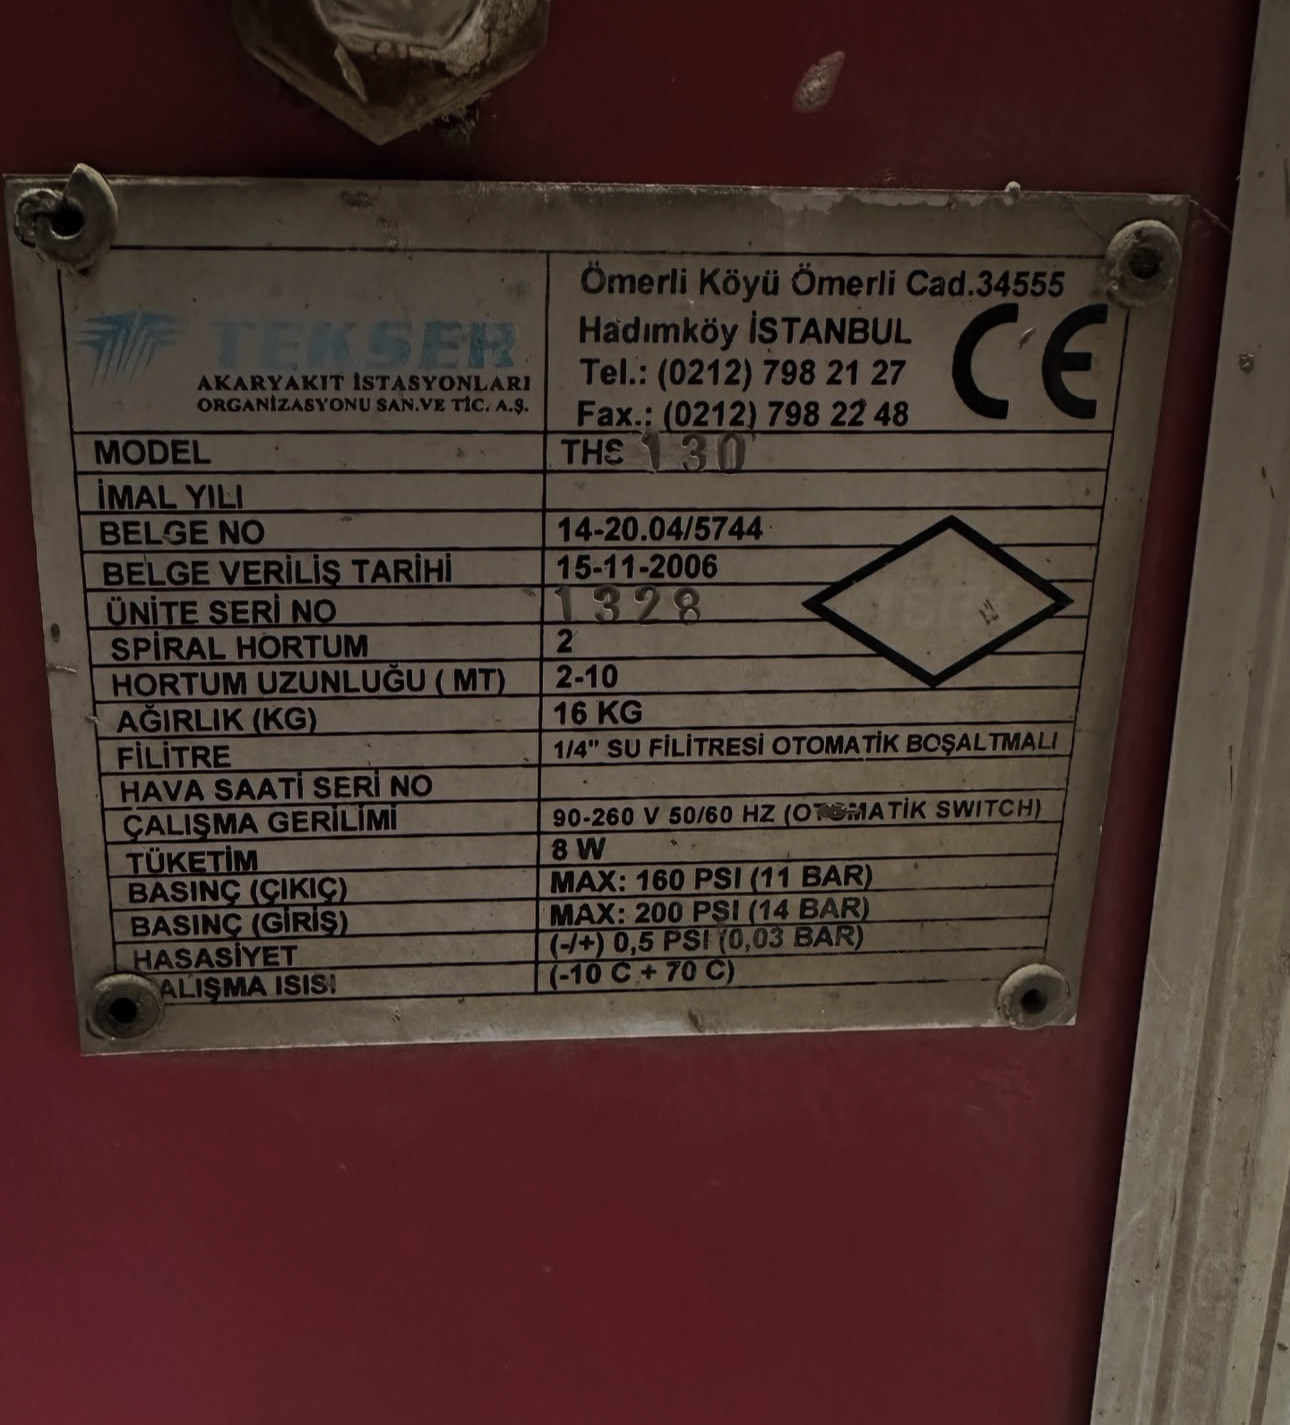 TEKSER
AKARYAKIT İSTASYONLARI
ORGANİZASYONU SAN.VE TİC. A.Ş.
Ömerli Köyü Ömerli Cad.34555
Hadımköy İSTANBUL
Tel.: (0212) 798 21 27
Fax.: (0212) 798 22 48
CE
MODEL THS 130
İMAL YILI
BELGE NO 14-20.04/5744
BELGE VERİLİŞ TARİHİ 15-11-2006
ÜNİTE SERİ NO 1328
SPİRAL HORTUM 2
HORTUM UZUNLUĞU ( MT) 2-10
AĞIRLIK (KG) 16 KG
FİLİTRE 1/4" SU FİLİTRESİ OTOMATİK BOŞALTMALI
HAVA SAATİ SERİ NO
ÇALIŞMA GERİLİMİ 90-260 V 50/60 HZ (OTOMATİK SWITCH)
TÜKETİM 8 W
BASINÇ (ÇIKIÇ) MAX: 160 PSI (11 BAR)
BASINÇ (GİRİŞ) MAX: 200 PSI (14 BAR)
HASASİYET (-/+) 0,5 PSI (0,03 BAR)
ALIŞMA ISISI (-10 C + 70 C)